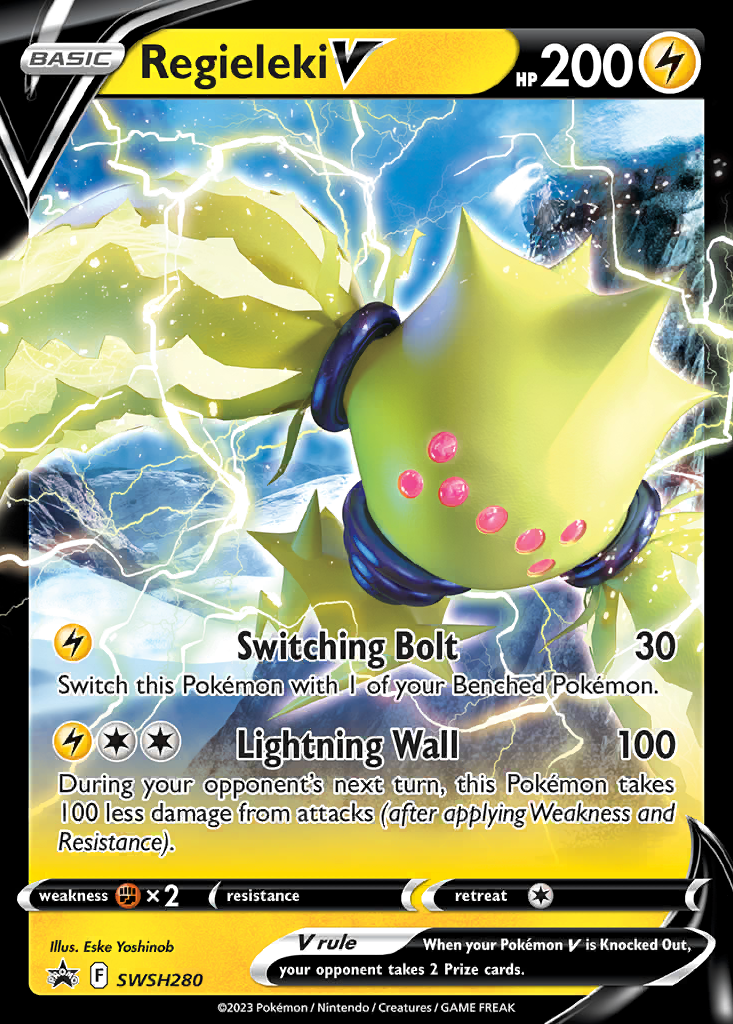 BASIC
Regieleki V
HP 200
Switching Bolt 30
Switch this Pokémon with 1 of your Benched Pokémon.
Lightning Wall 100
During your opponent's next turn, this Pokémon takes
100 less damage from attacks (after applying Weakness and
Resistance).
weakness ×2 resistance retreat
Illus. Eske Yoshinob
V rule
When your Pokémon V is Knocked Out,
your opponent takes 2 Prize cards.
PROMO
F
SWSH280
©2023 Pokémon / Nintendo / Creatures / GAME FREAK